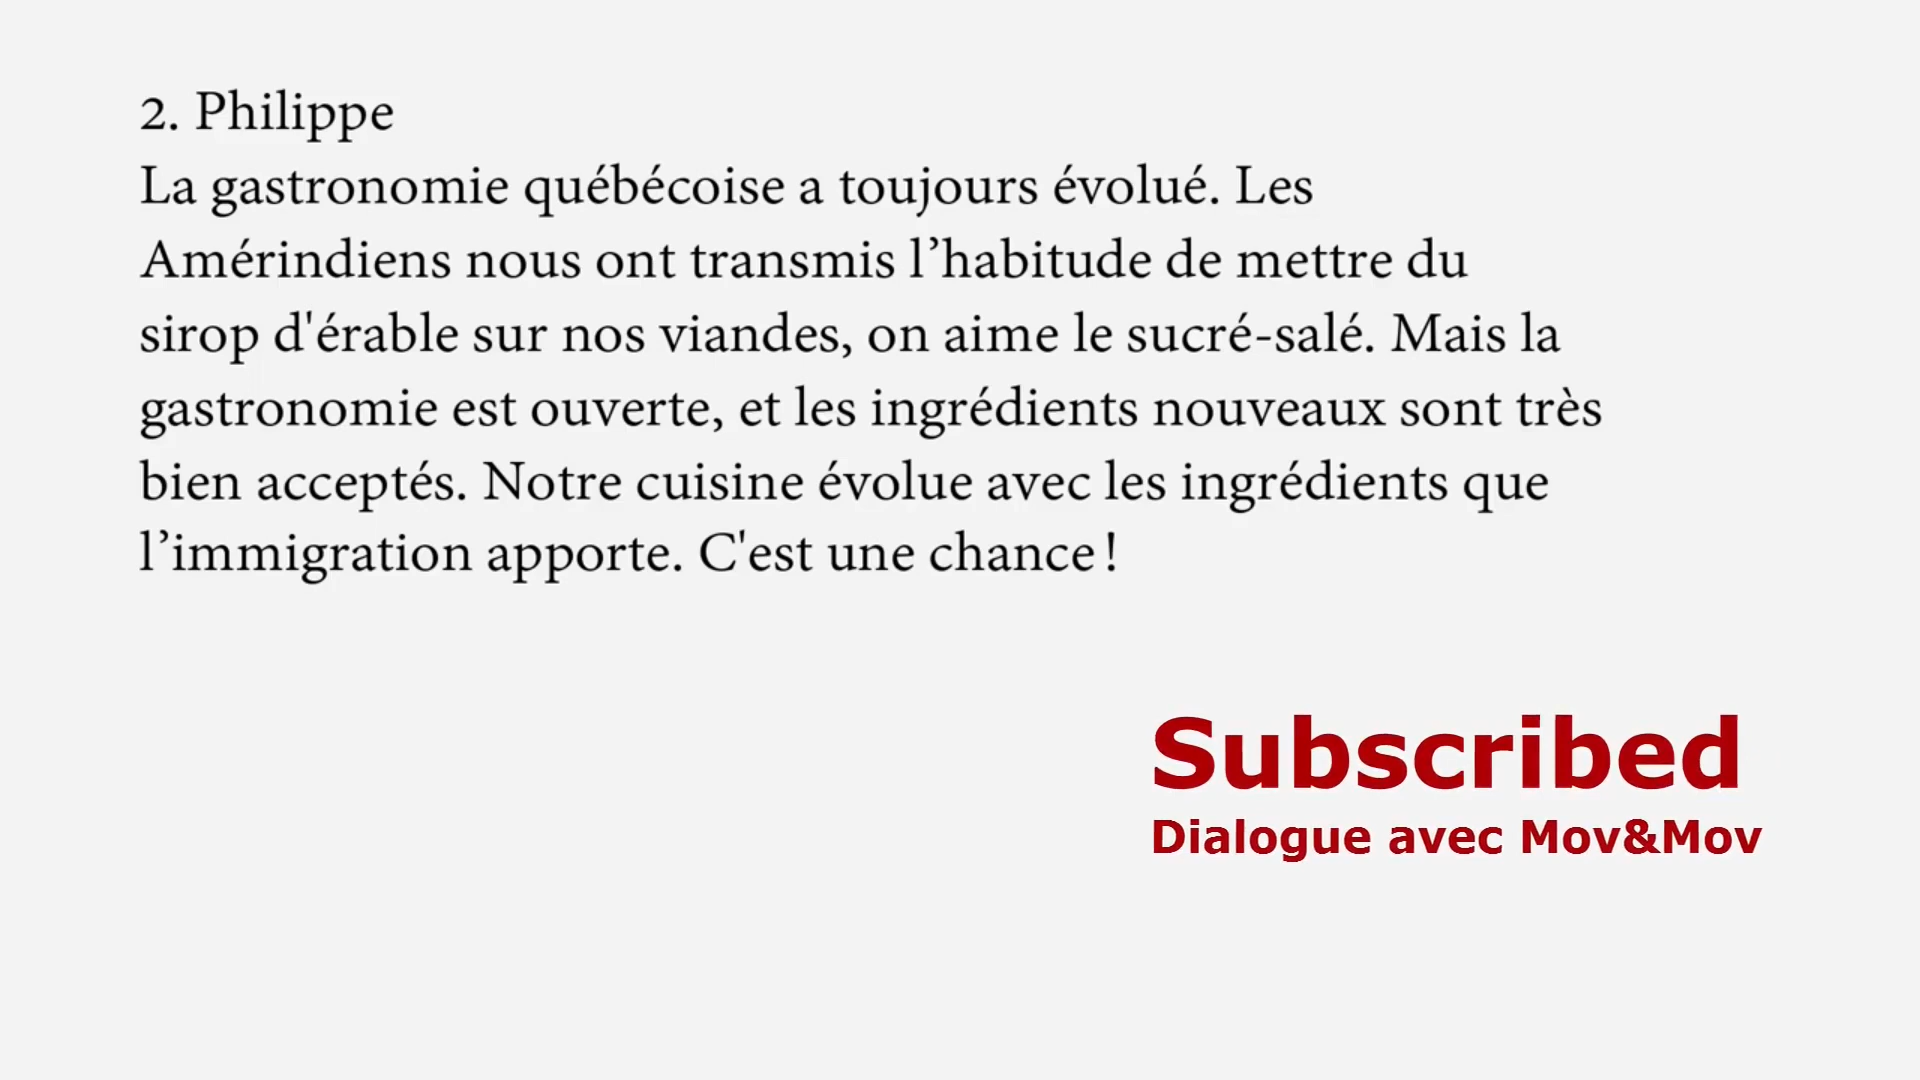 2. Philippe
La gastronomie québécoise a toujours évolué. Les
Amérindiens nous ont transmis l’habitude de mettre du
sirop d'érable sur nos viandes, on aime le sucré-salé. Mais la
gastronomie est ouverte, et les ingrédients nouveaux sont très
bien acceptés. Notre cuisine évolue avec les ingrédients que
l’immigration apporte. C'est une chance !
Subscribed
Dialogue avec Mov&Mov